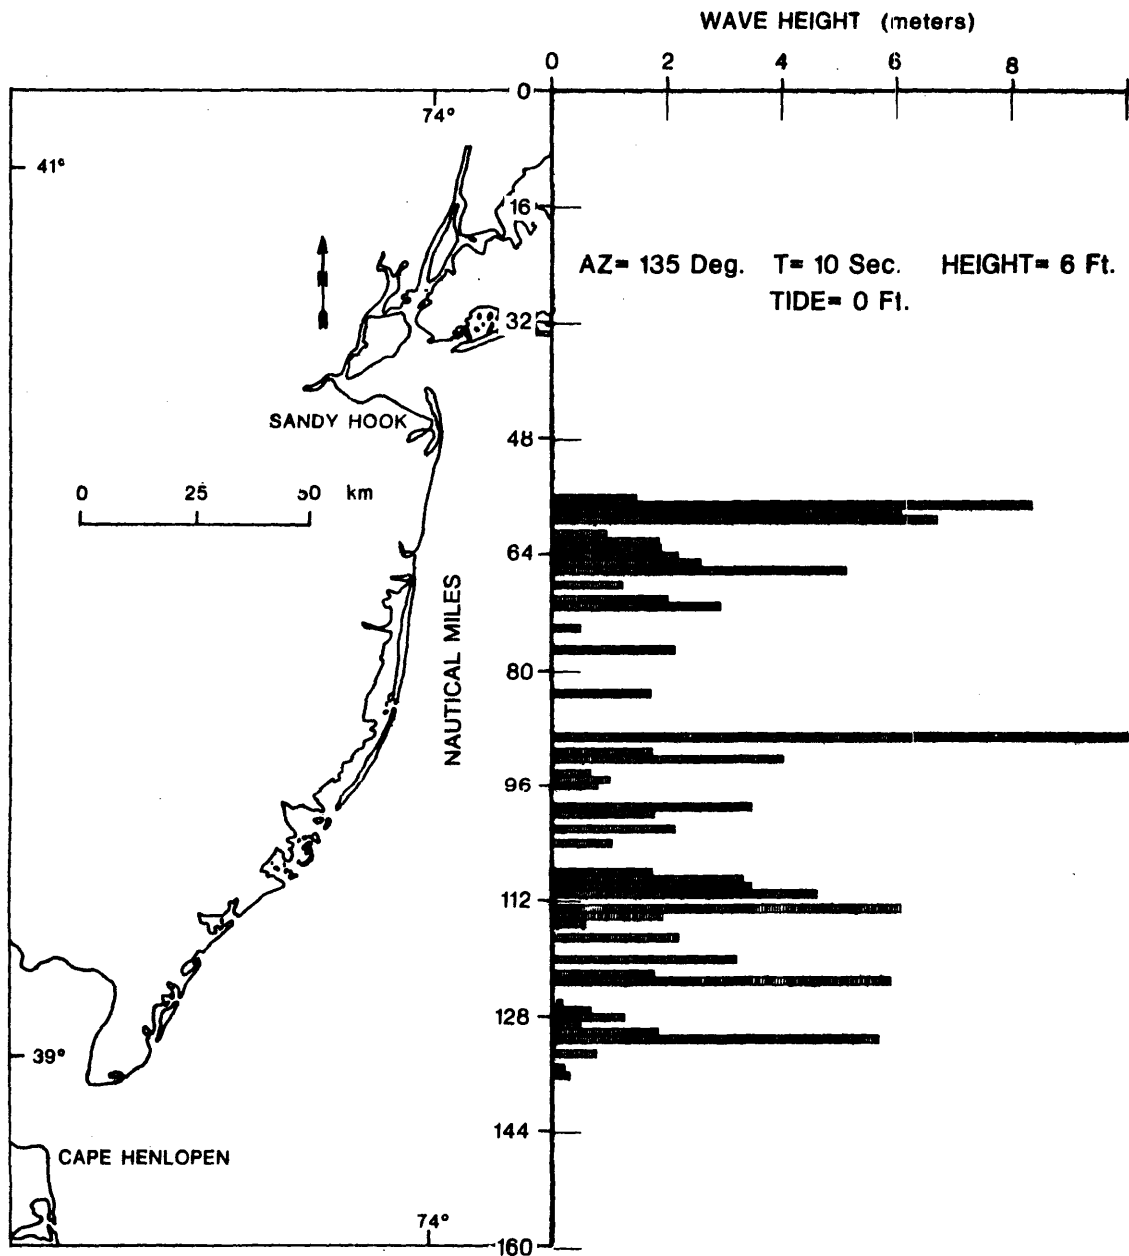 WAVE HEIGHT (meters)
0 2 4 6 8
0
74°
41°
16
AZ= 135 Deg. T= 10 Sec. HEIGHT= 6 Ft.
TIDE= 0 Ft.
32
SANDY HOOK
48
0 25 50 km
64
NAUTICAL MILES
80
96
112
128
39°
144
CAPE HENLOPEN
74°
160